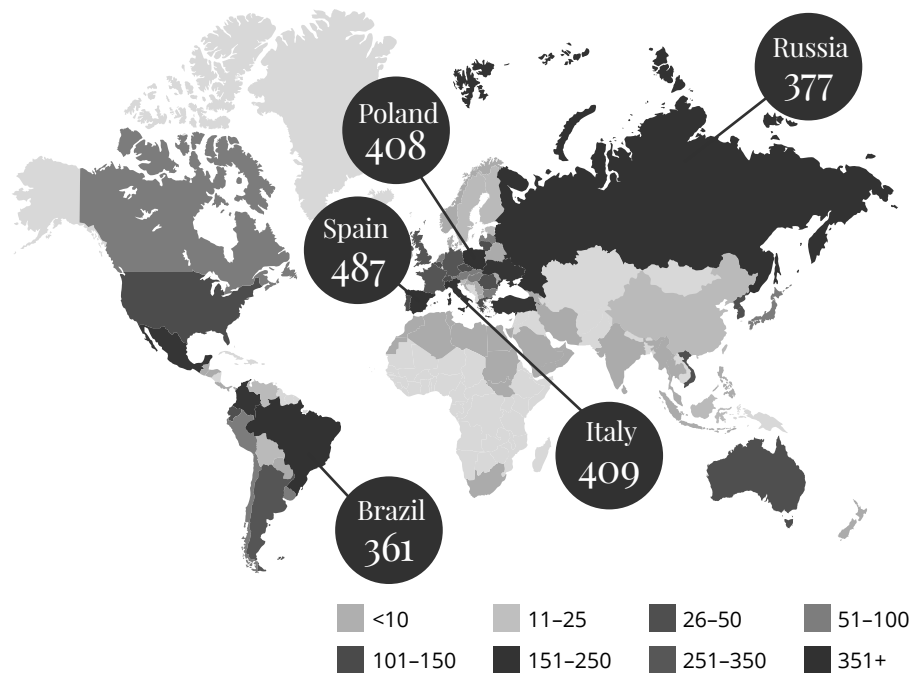 Russia
377
Poland
408
Spain
487
Italy
409
Brazil
361
<10
11–25
26–50
51–100
101–150
151–250
251–350
351+